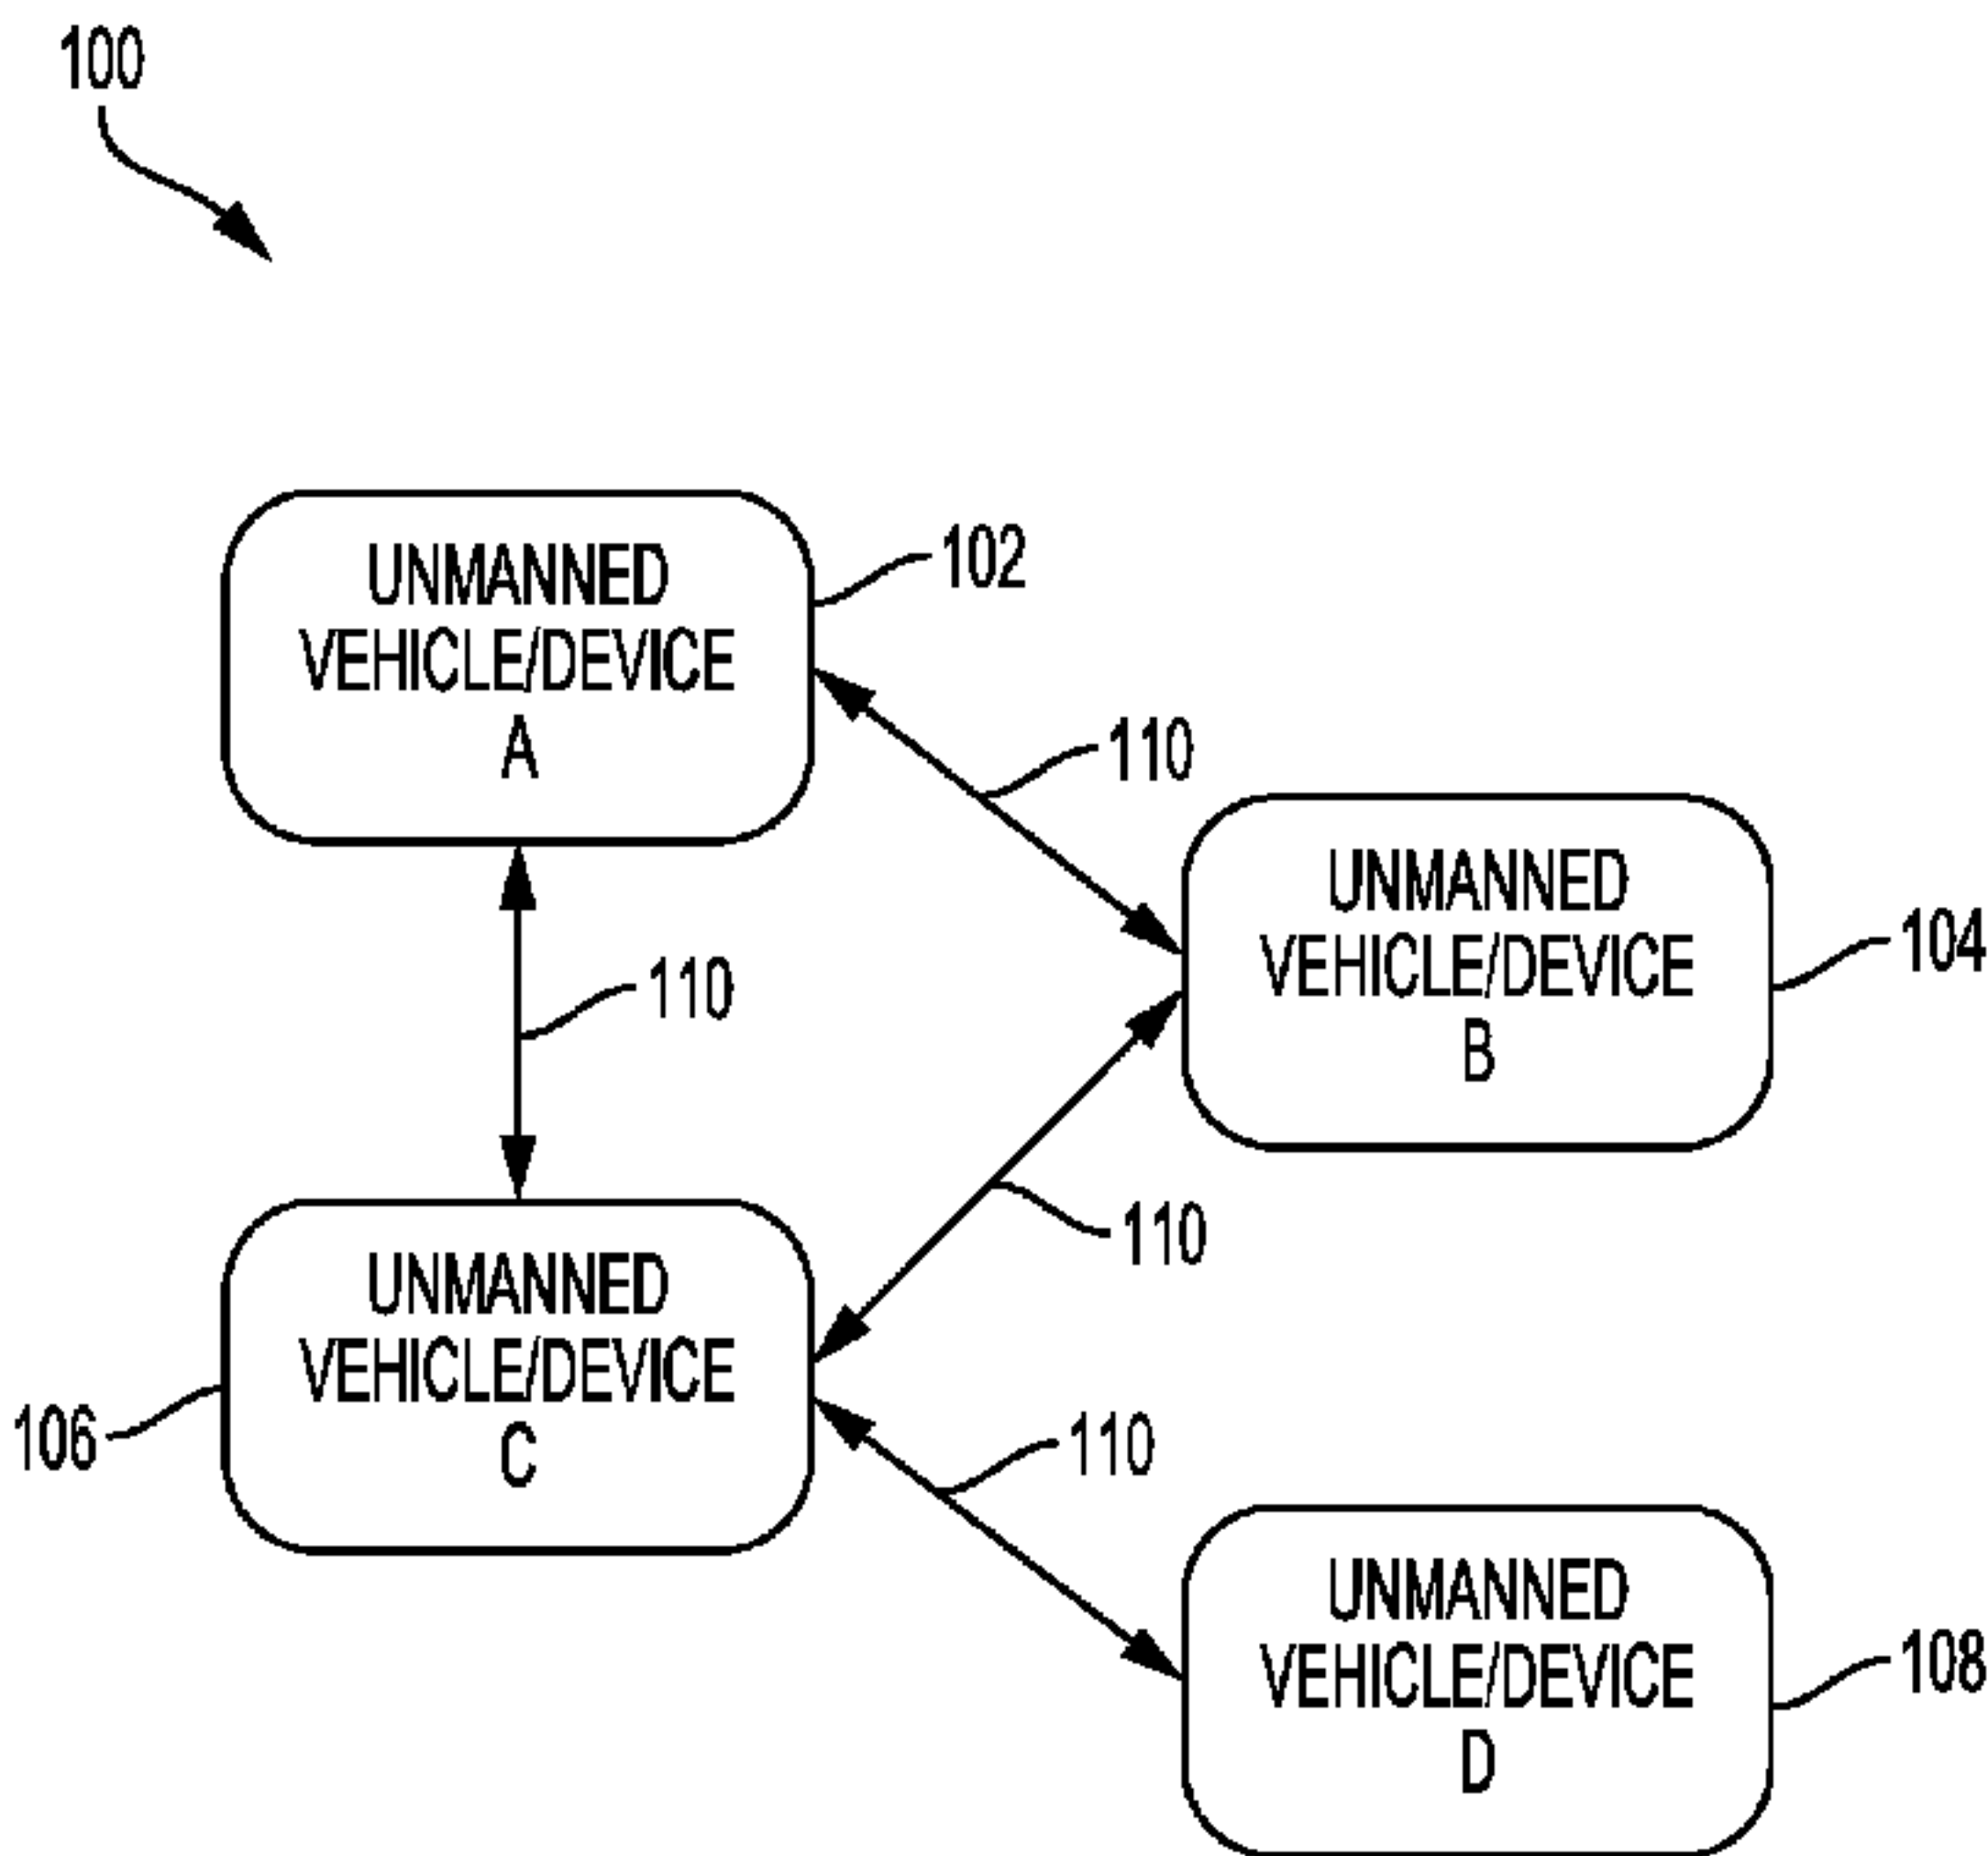 100
UNMANNED
VEHICLE/DEVICE
A
102
110
UNMANNED
VEHICLE/DEVICE
B
104
110
110
UNMANNED
VEHICLE/DEVICE
C
106
110
UNMANNED
VEHICLE/DEVICE
D
108